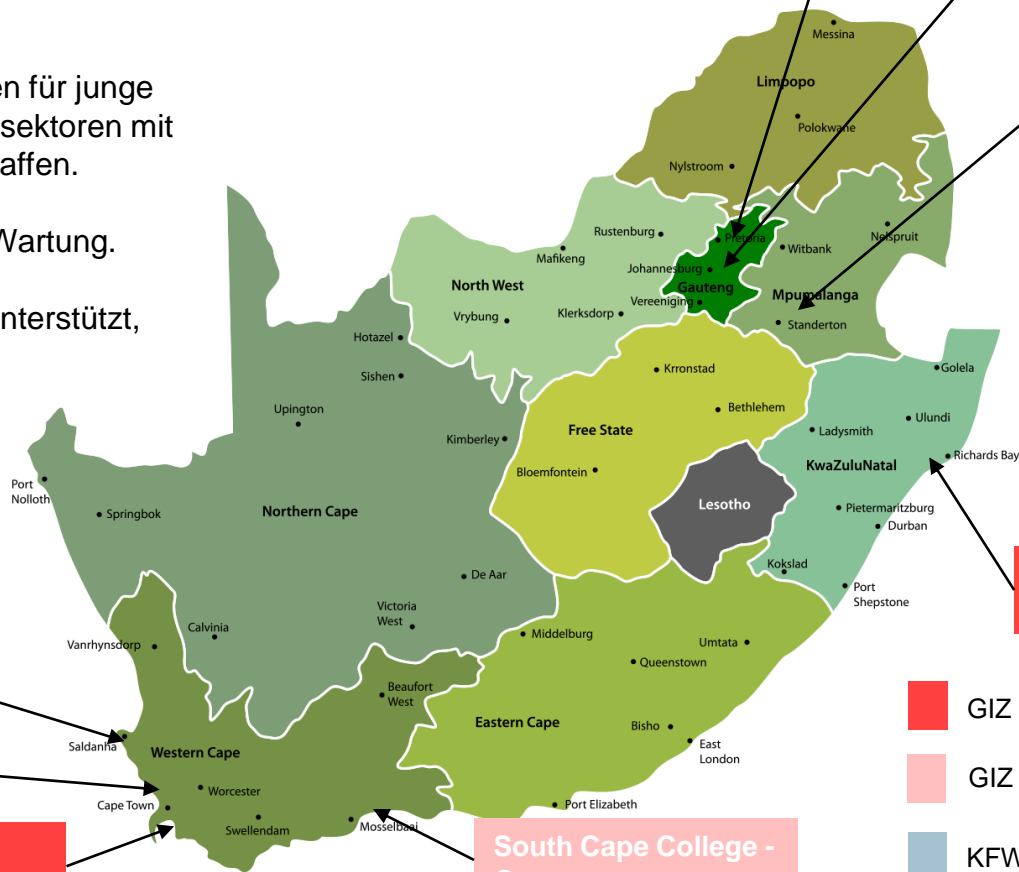 en für junge
sektoren mit
affen.
Wartung.
nterstützt,
Messina
Limpopo
Polokwane
Nylstroom
Rustenburg
Pretoria
Nelspruit
Witbank
Mafikeng
Johannesburg
North West
Gauteng
Mpumalanga
Vereeniging
Vrybung
Klerksdorp
Standerton
Hotazel
Golela
Krronstad
Sishen
Upington
Bethlehem
Ulundi
Free State
Ladysmith
Kimberley
Richards Bay
KwaZuluNatal
Bloemfontein
Port
Nolloth
Lesotho
Springbok
Northern Cape
Pietermaritzburg
Durban
Kokslad
De Aar
Port
Shepstone
Victoria
West
Calvinia
Middelburg
Vanrhynsdorp
Umtata
Queenstown
Beaufort
West
GIZ
Eastern Cape
Bisho
Saldanha
Western Cape
East
London
GIZ
Worcester
Cape Town
Port Elizabeth
Swellendam
Mosselbaai
South Cape College -
KFW